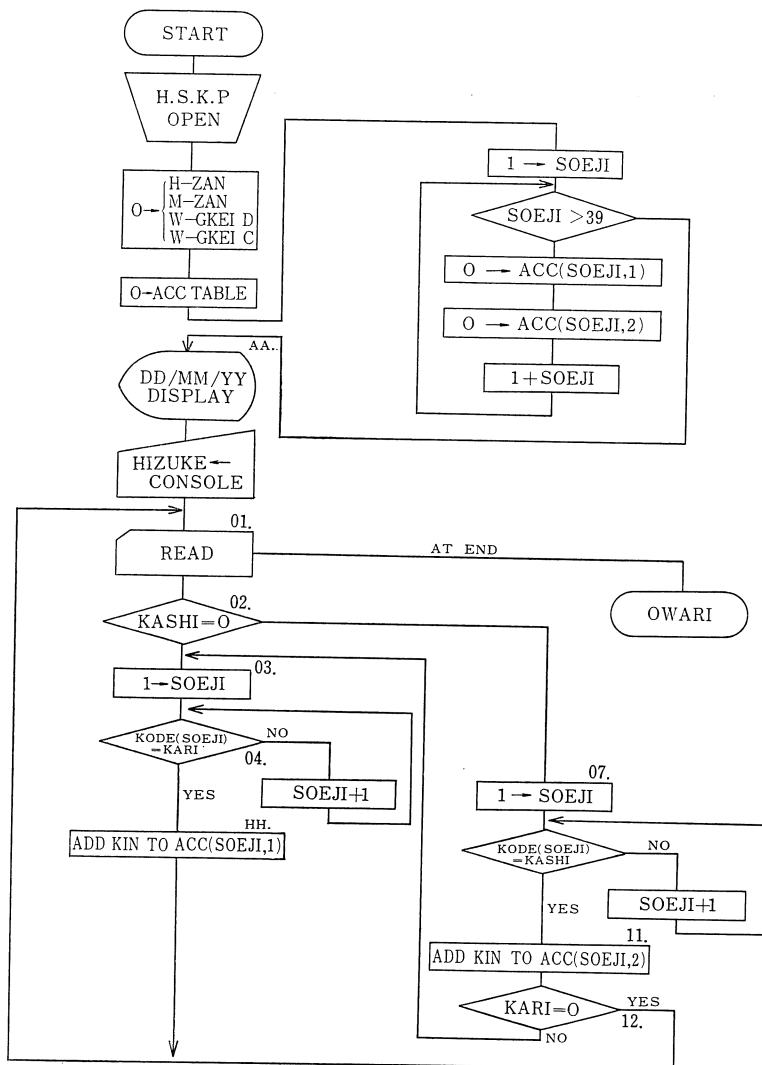 START
H.S.K.P
OPEN
O→
H—ZAN
M—ZAN
W—GKEI D
W—GKEI C
O→ACC TABLE
1 → SOEJI
SOEJI >39
O → ACC(SOEJI,1)
O → ACC(SOEJI,2)
1+SOEJI
AA.
DD/MM/YY
DISPLAY
HIZUKE←
CONSOLE
01.
READ
AT END
OWARI
02.
KASHI=O
03.
1→SOEJI
KODE(SOEJI)
=KARI
NO
04.
SOEJI+1
YES
HH.
ADD KIN TO ACC(SOEJI,1)
07.
1→SOEJI
KODE(SOEJI)
=KASHI
NO
SOEJI+1
YES
11.
ADD KIN TO ACC(SOEJI,2)
KARI=O
YES
12.
NO